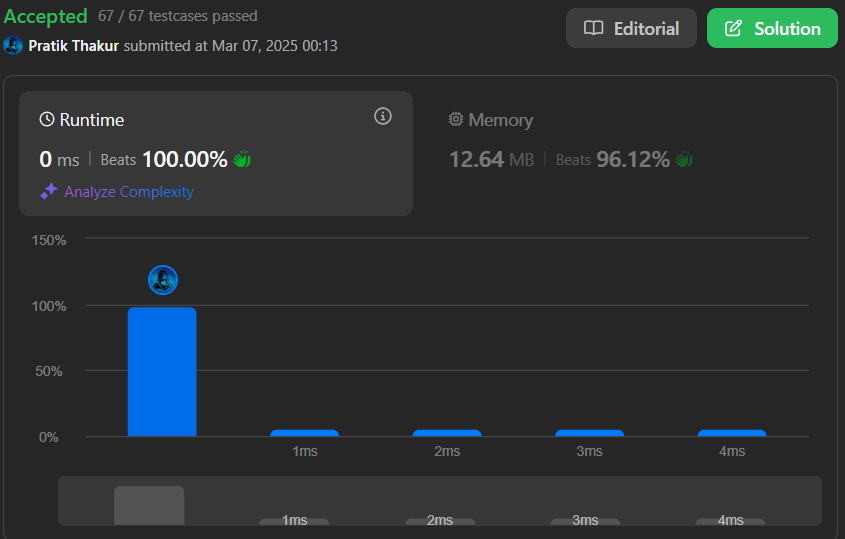 Accepted 67 / 67 testcases passed
Editorial
Solution
Pratik Thakur submitted at Mar 07, 2025 00:13
Runtime
0 ms | Beats 100.00%
Analyze Complexity
Memory
12.64 MB | Beats 96.12%
150%
100%
50%
0%
1ms 2ms 3ms 4ms
1ms 2ms 3ms 4ms